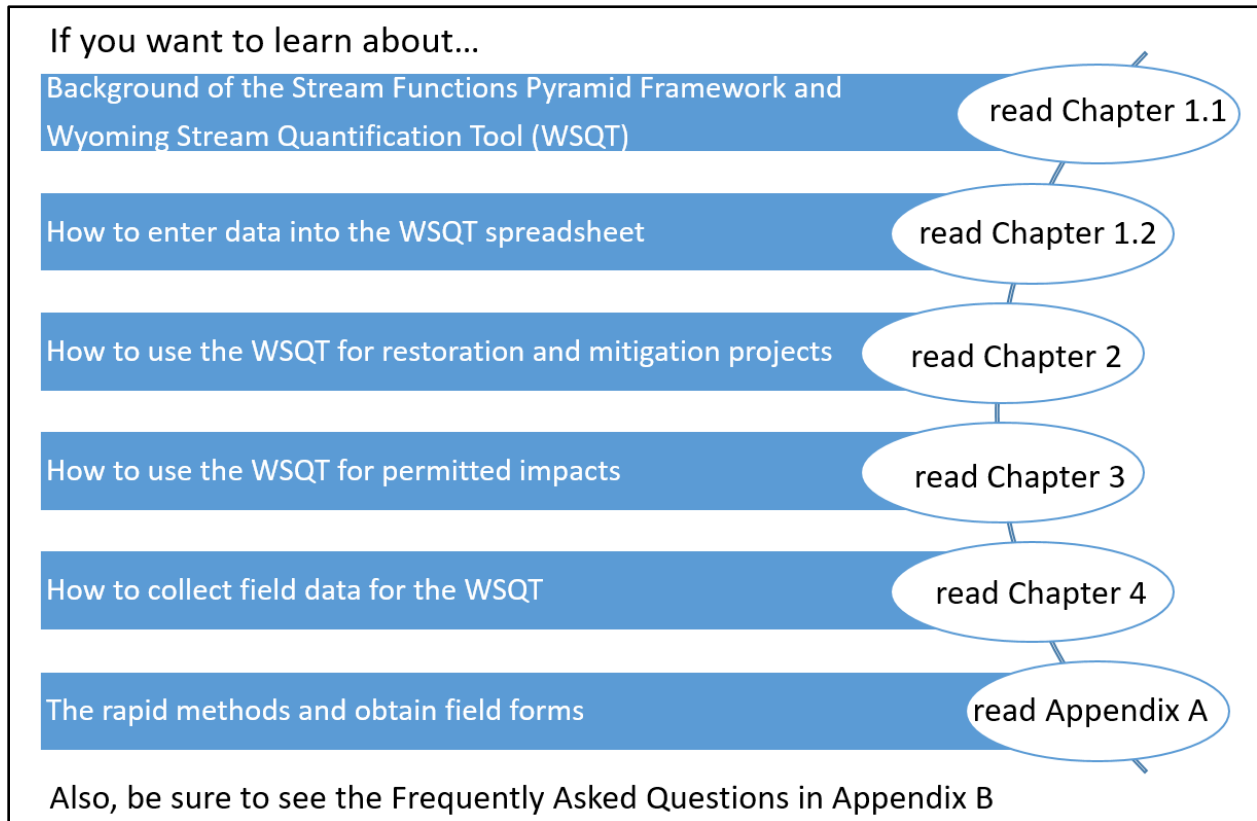 If you want to learn about...
Background of the Stream Functions Pyramid Framework and
Wyoming Stream Quantification Tool (WSQT)
read Chapter 1.1
How to enter data into the WSQT spreadsheet
read Chapter 1.2
How to use the WSQT for restoration and mitigation projects
read Chapter 2
How to use the WSQT for permitted impacts
read Chapter 3
How to collect field data for the WSQT
read Chapter 4
The rapid methods and obtain field forms
read Appendix A
Also, be sure to see the Frequently Asked Questions in Appendix B